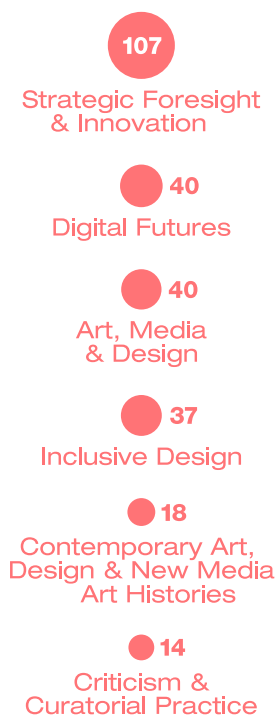 107
Strategic Foresight
& Innovation
40
Digital Futures
40
Art, Media
& Design
37
Inclusive Design
18
Contemporary Art,
Design & New Media
Art Histories
14
Criticism &
Curatorial Practice